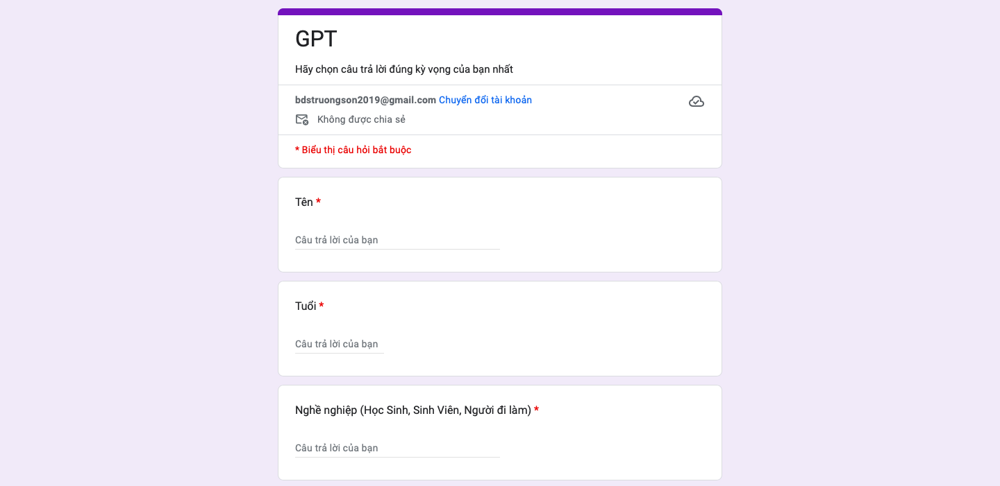 GPT
Hãy chọn câu trả lời đúng kỳ vọng của bạn nhất
bdstruongson2019@gmail.com Chuyển đổi tài khoản
Không được chia sẻ
* Biểu thị câu hỏi bắt buộc
Tên *
Câu trả lời của bạn
Tuổi *
Câu trả lời của bạn
Nghề nghiệp (Học Sinh, Sinh Viên, Người đi làm) *
Câu trả lời của bạn